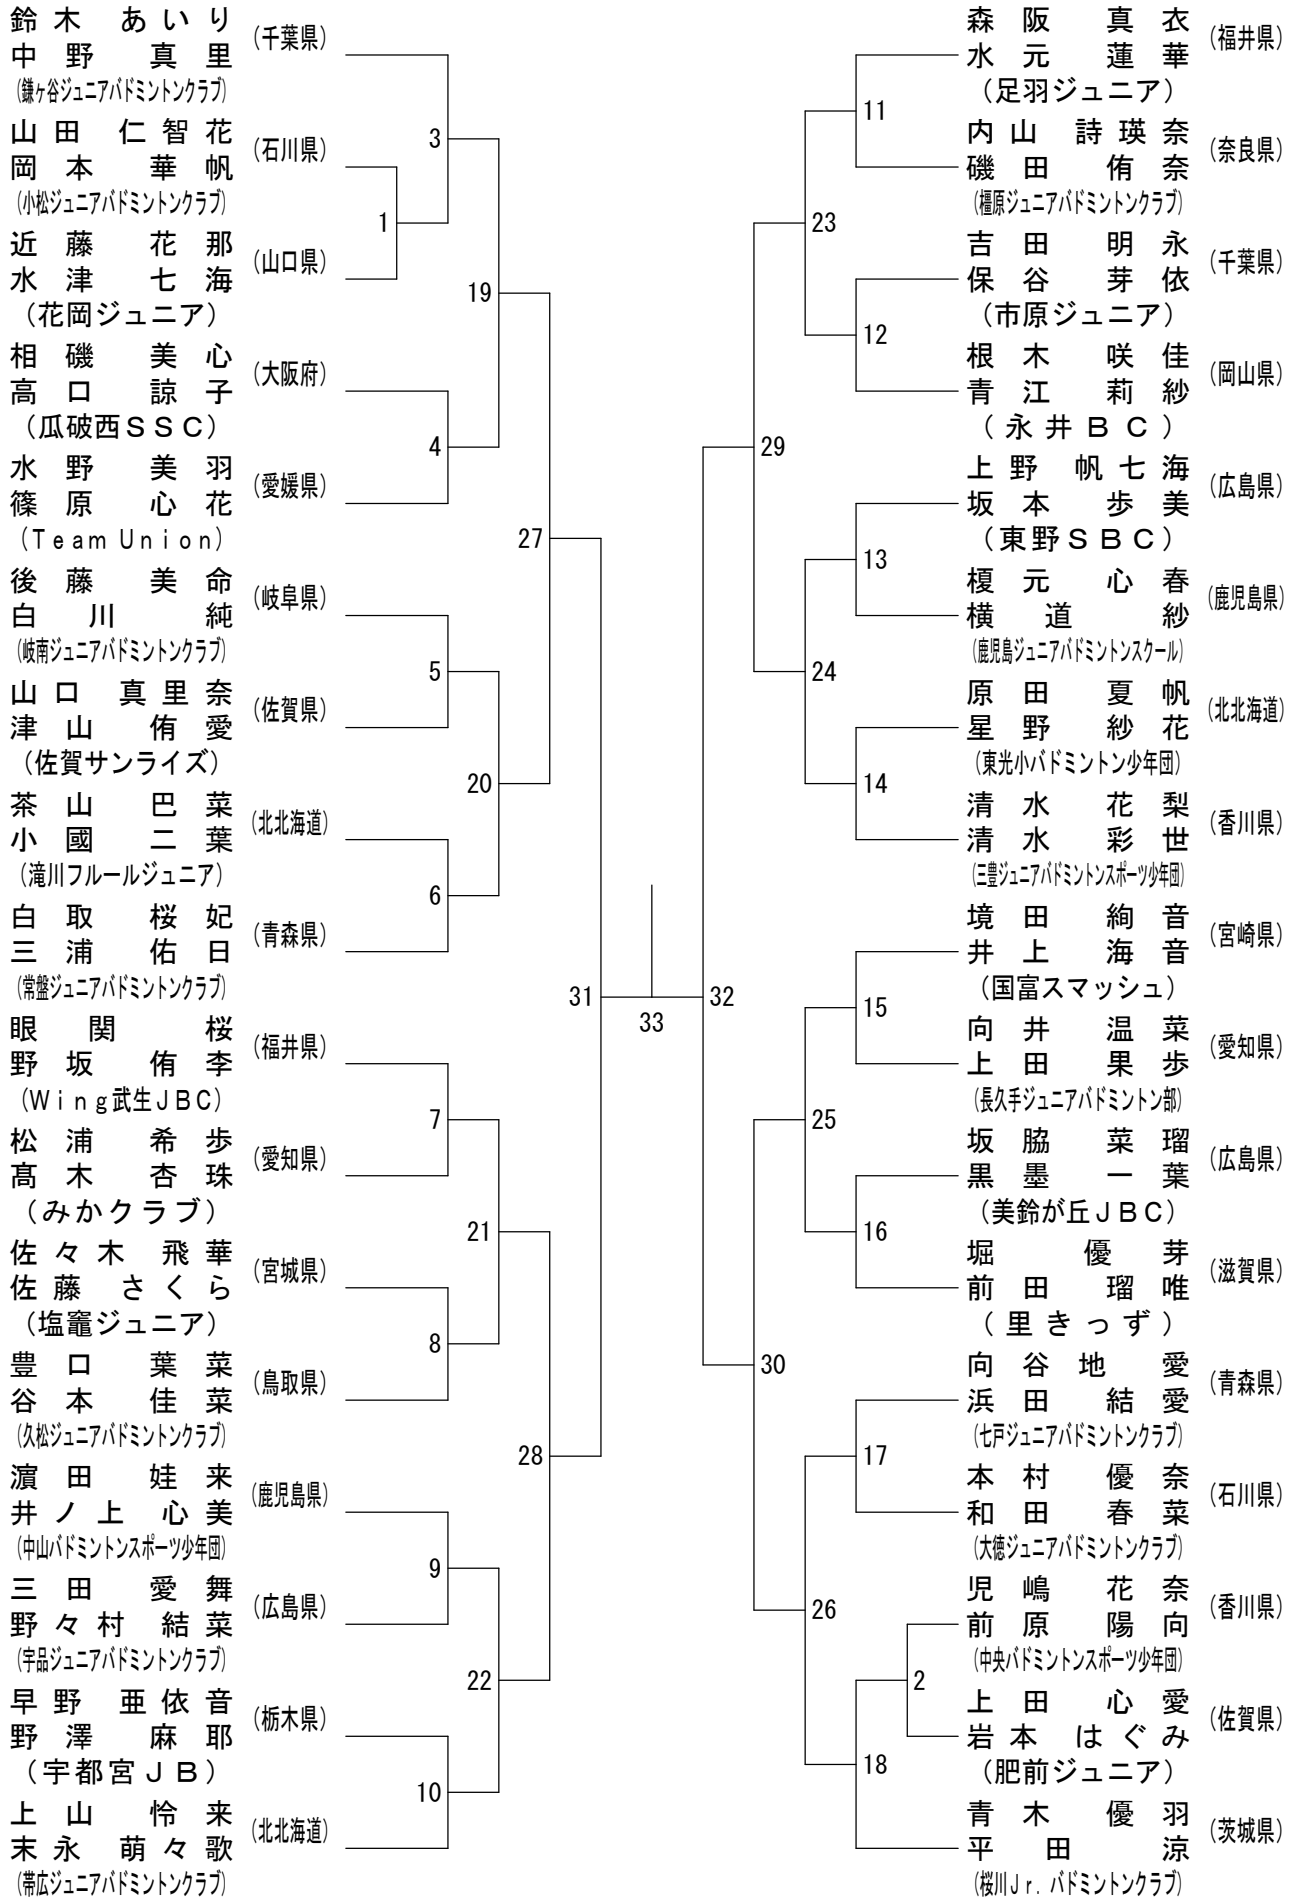 鈴木 あいり
中野 真里
(千葉県)
(鎌ヶ谷ジュニアバドミントンクラブ)
山田 仁智花
岡本 華帆
(石川県)
(小松ジュニアバドミントンクラブ)
近藤 花那
水津 七海
(山口県)
(花岡ジュニア)
相磯 美心
高口 諒子
(大阪府)
(瓜破西SSC)
水野 美羽
篠原 心花
(愛媛県)
(Team Union)
後藤 美命
白川 純
(岐阜県)
(岐南ジュニアバドミントンクラブ)
山口 真里奈
津山 侑愛
(佐賀県)
(佐賀サンライズ)
茶山 巴菜
小國 二葉
(北北海道)
(滝川フルールジュニア)
白取 桜妃
三浦 佑日
(青森県)
(常盤ジュニアバドミントンクラブ)
眼関 桜
野坂 侑李
(福井県)
(Wing武生JBC)
松浦 希歩
髙木 杏珠
(愛知県)
(みかクラブ)
佐々木 飛華
佐藤 さくら
(宮城県)
(塩竈ジュニア)
豊口 葉菜
谷本 佳菜
(鳥取県)
(久松ジュニアバドミントンクラブ)
濵田 娃来
井ノ上 心美
(鹿児島県)
(中山バドミントンスポーツ少年団)
三田 愛舞
野々村 結菜
(広島県)
(宇品ジュニアバドミントンクラブ)
早野 亜依音
野澤 麻耶
(栃木県)
(宇都宮JB)
上山 怜来
末永 萌々歌
(北北海道)
(帯広ジュニアバドミントンクラブ)
1
3
4
5
6
7
8
9
10
19
20
21
22
27
28
31
33
32
29
30
23
24
25
26
11
12
13
14
15
16
17
2
18
森阪 真衣
水元 蓮華
(福井県)
(足羽ジュニア)
内山 詩瑛奈
磯田 侑奈
(奈良県)
(橿原ジュニアバドミントンクラブ)
吉田 明永
保谷 芽依
(千葉県)
(市原ジュニア)
根木 咲佳
青江 莉紗
(岡山県)
(永井BC)
上野 帆七海
坂本 歩美
(広島県)
(東野SBC)
榎元 心春
横道 紗
(鹿児島県)
(鹿児島ジュニアバドミントンスクール)
原田 夏帆
星野 紗花
(北北海道)
(東光小バドミントン少年団)
清水 花梨
清水 彩世
(香川県)
(三豊ジュニアバドミントンスポーツ少年団)
境田 絢音
井上 海音
(宮崎県)
(国富スマッシュ)
向井 温菜
上田 果歩
(愛知県)
(長久手ジュニアバドミントン部)
坂脇 菜瑠
黒墨 一葉
(広島県)
(美鈴が丘JBC)
堀 優芽
前田 瑠唯
(滋賀県)
(里きっず)
向谷地 愛
浜田 結愛
(青森県)
(七戸ジュニアバドミントンクラブ)
本村 優奈
和田 春菜
(石川県)
(大徳ジュニアバドミントンクラブ)
児嶋 花奈
前原 陽向
(香川県)
(中央バドミントンスポーツ少年団)
上田 心愛
岩本 はぐみ
(佐賀県)
(肥前ジュニア)
青木 優羽
平田 涼
(茨城県)
(桜川Jr.バドミントンクラブ)